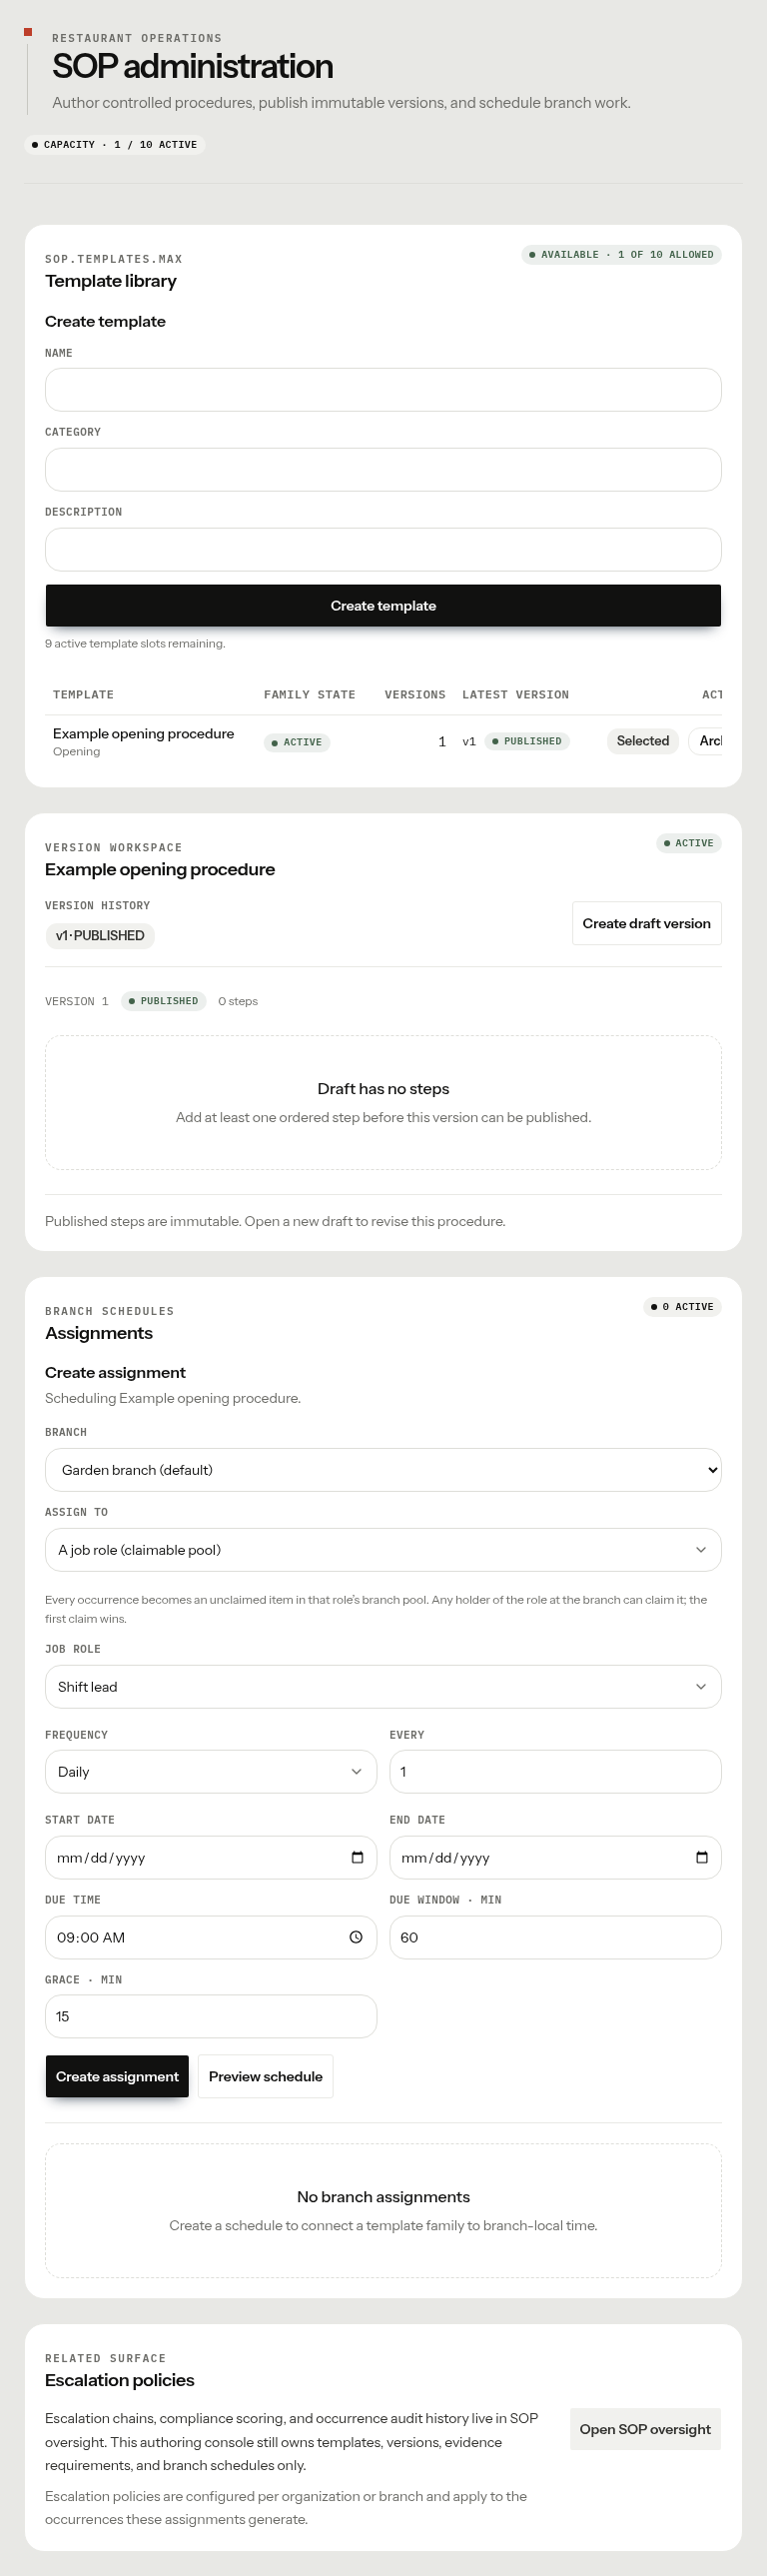 RESTAURANT OPERATIONS
SOP administration
Author controlled procedures, publish immutable versions, and schedule branch work.
CAPACITY · 1 / 10 ACTIVE
SOP.TEMPLATES.MAX
AVAILABLE · 1 OF 10 ALLOWED
Template library
Create template
NAME
CATEGORY
DESCRIPTION
Create template
9 active template slots remaining.
TEMPLATE FAMILY STATE VERSIONS LATEST VERSION ACT
Example opening procedure ACTIVE 1 v1 PUBLISHED Selected Arc
Opening
VERSION WORKSPACE
ACTIVE
Example opening procedure
VERSION HISTORY
v1 · PUBLISHED
Create draft version
VERSION 1 PUBLISHED 0 steps
Draft has no steps
Add at least one ordered step before this version can be published.
Published steps are immutable. Open a new draft to revise this procedure.
BRANCH SCHEDULES
0 ACTIVE
Assignments
Create assignment
Scheduling Example opening procedure.
BRANCH
Garden branch (default)
ASSIGN TO
A job role (claimable pool)
Every occurrence becomes an unclaimed item in that role's branch pool. Any holder of the role at the branch can claim it; the
first claim wins.
JOB ROLE
Shift lead
FREQUENCY EVERY
Daily 1
START DATE END DATE
mm/dd/yyyy mm/dd/yyyy
DUE TIME DUE WINDOW · MIN
09:00 AM 60
GRACE · MIN
15
Create assignment Preview schedule
No branch assignments
Create a schedule to connect a template family to branch-local time.
RELATED SURFACE
Escalation policies
Escalation chains, compliance scoring, and occurrence audit history live in SOP
oversight. This authoring console still owns templates, versions, evidence
requirements, and branch schedules only.
Open SOP oversight
Escalation policies are configured per organization or branch and apply to the
occurrences these assignments generate.